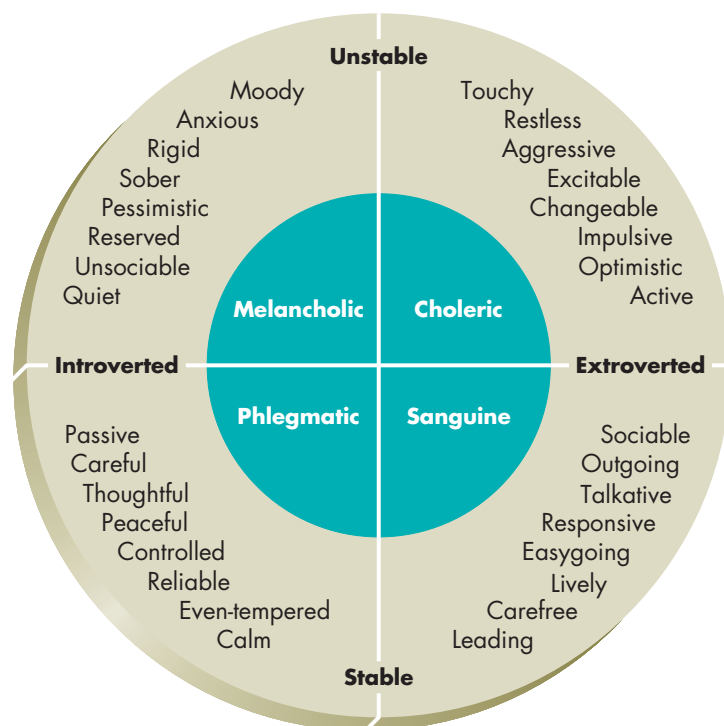 Unstable
Moody
Anxious
Rigid
Sober
Pessimistic
Reserved
Unsociable
Quiet
Touchy
Restless
Aggressive
Excitable
Changeable
Impulsive
Optimistic
Active
Melancholic
Choleric
Introverted
Extroverted
Phlegmatic
Sanguine
Passive
Careful
Thoughtful
Peaceful
Controlled
Reliable
Even-tempered
Calm
Sociable
Outgoing
Talkative
Responsive
Easygoing
Lively
Carefree
Leading
Stable